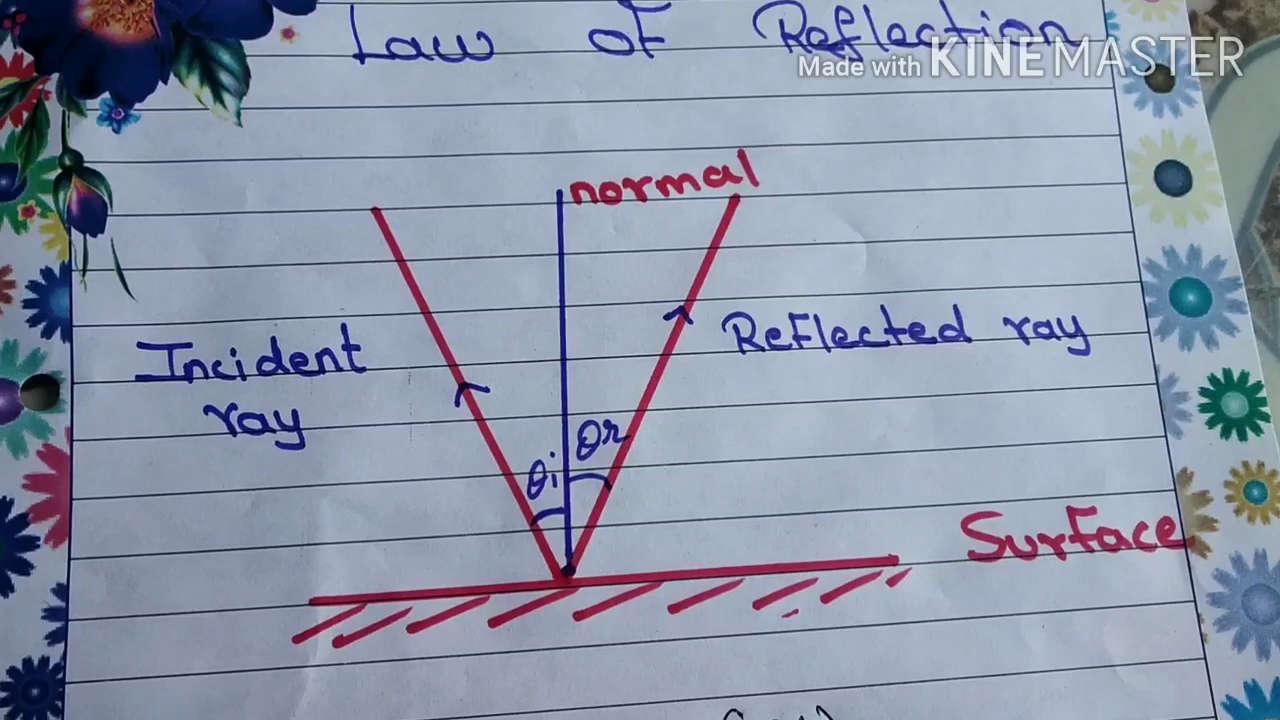 Law of Reflection
Made with KINEMASTER
normal
Incident
ray
Reflected ray
θi
θr
Surface